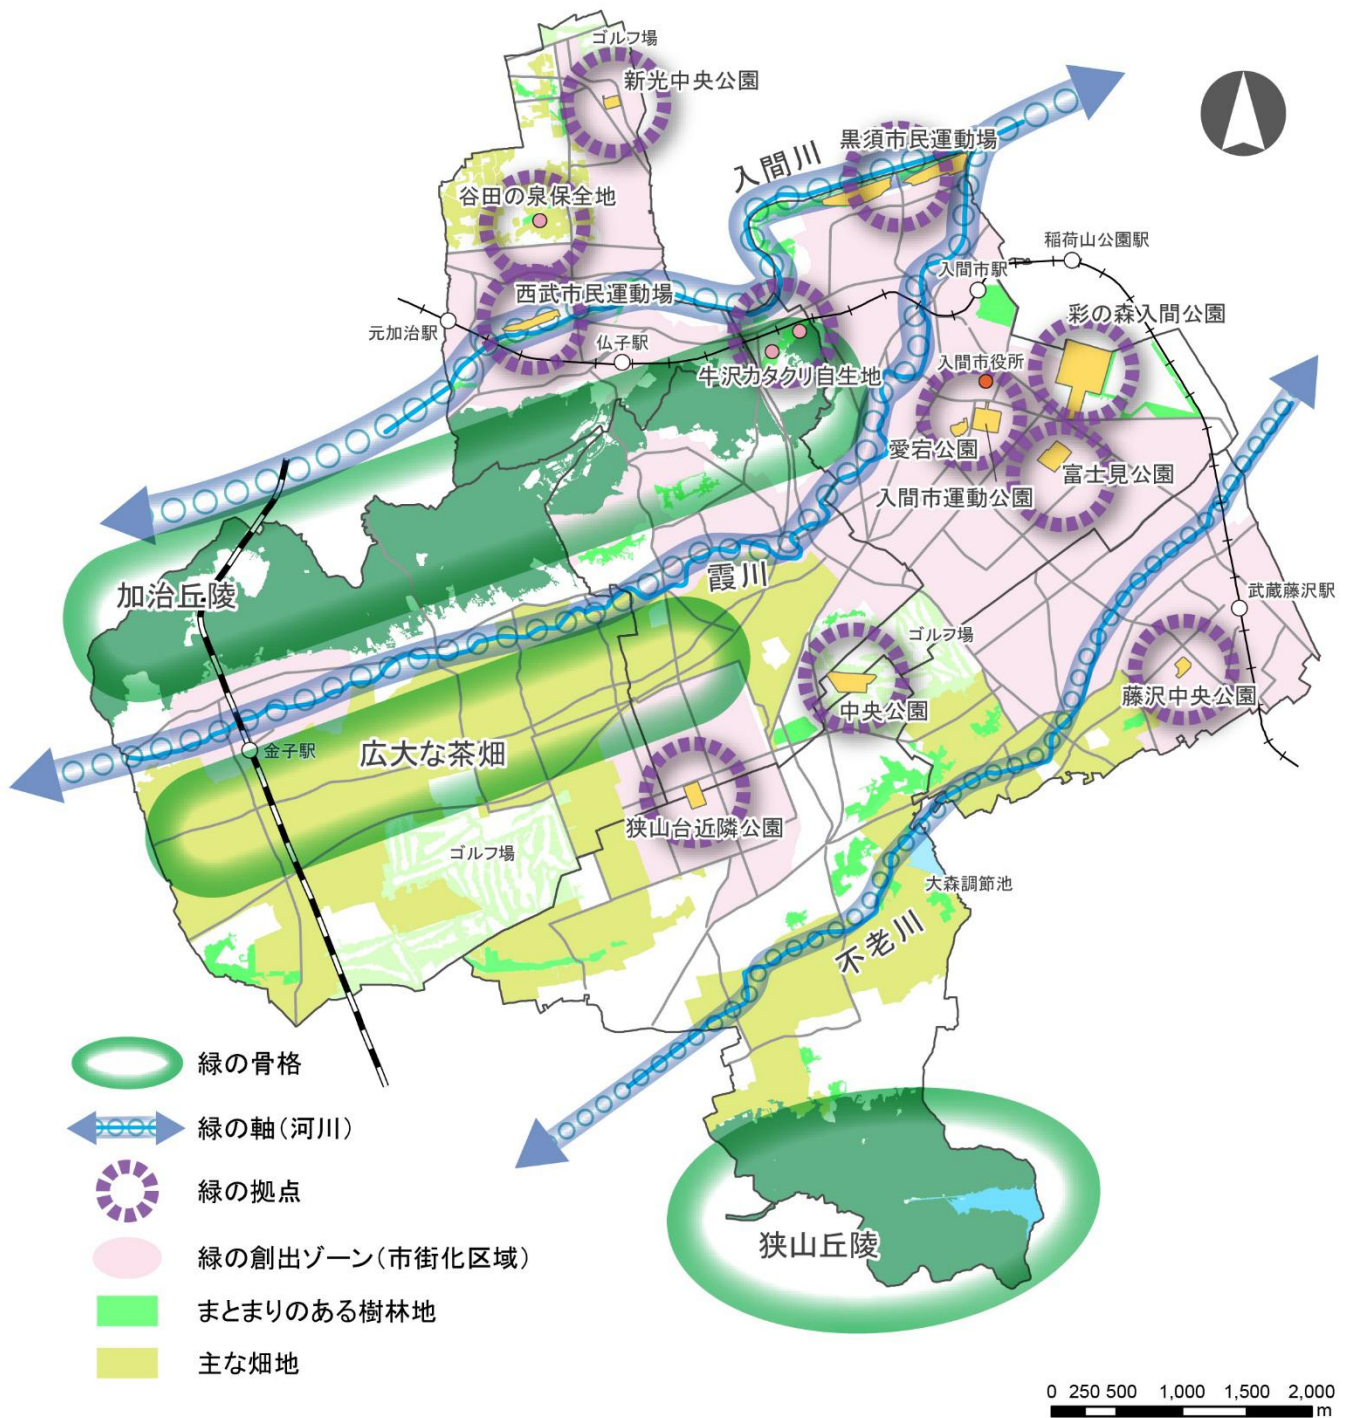 ゴルフ場
新光中央公園
黒須市民運動場
入間川
谷田の泉保全地
稲荷山公園駅
入間市駅
西武市民運動場
彩の森入間公園
元加治駅
仏子駅
入間市役所
牛沢カタクリ自生地
愛宕公園
富士見公園
入間市運動公園
霞川
加治丘陵
武蔵藤沢駅
ゴルフ場
藤沢中央公園
中央公園
金子駅
広大な茶畑
狭山台近隣公園
ゴルフ場
大森調節池
不老川
狭山丘陵
緑の骨格
緑の軸(河川)
緑の拠点
緑の創出ゾーン(市街化区域)
まとまりのある樹林地
主な畑地
0 250 500 1,000 1,500 2,000
m